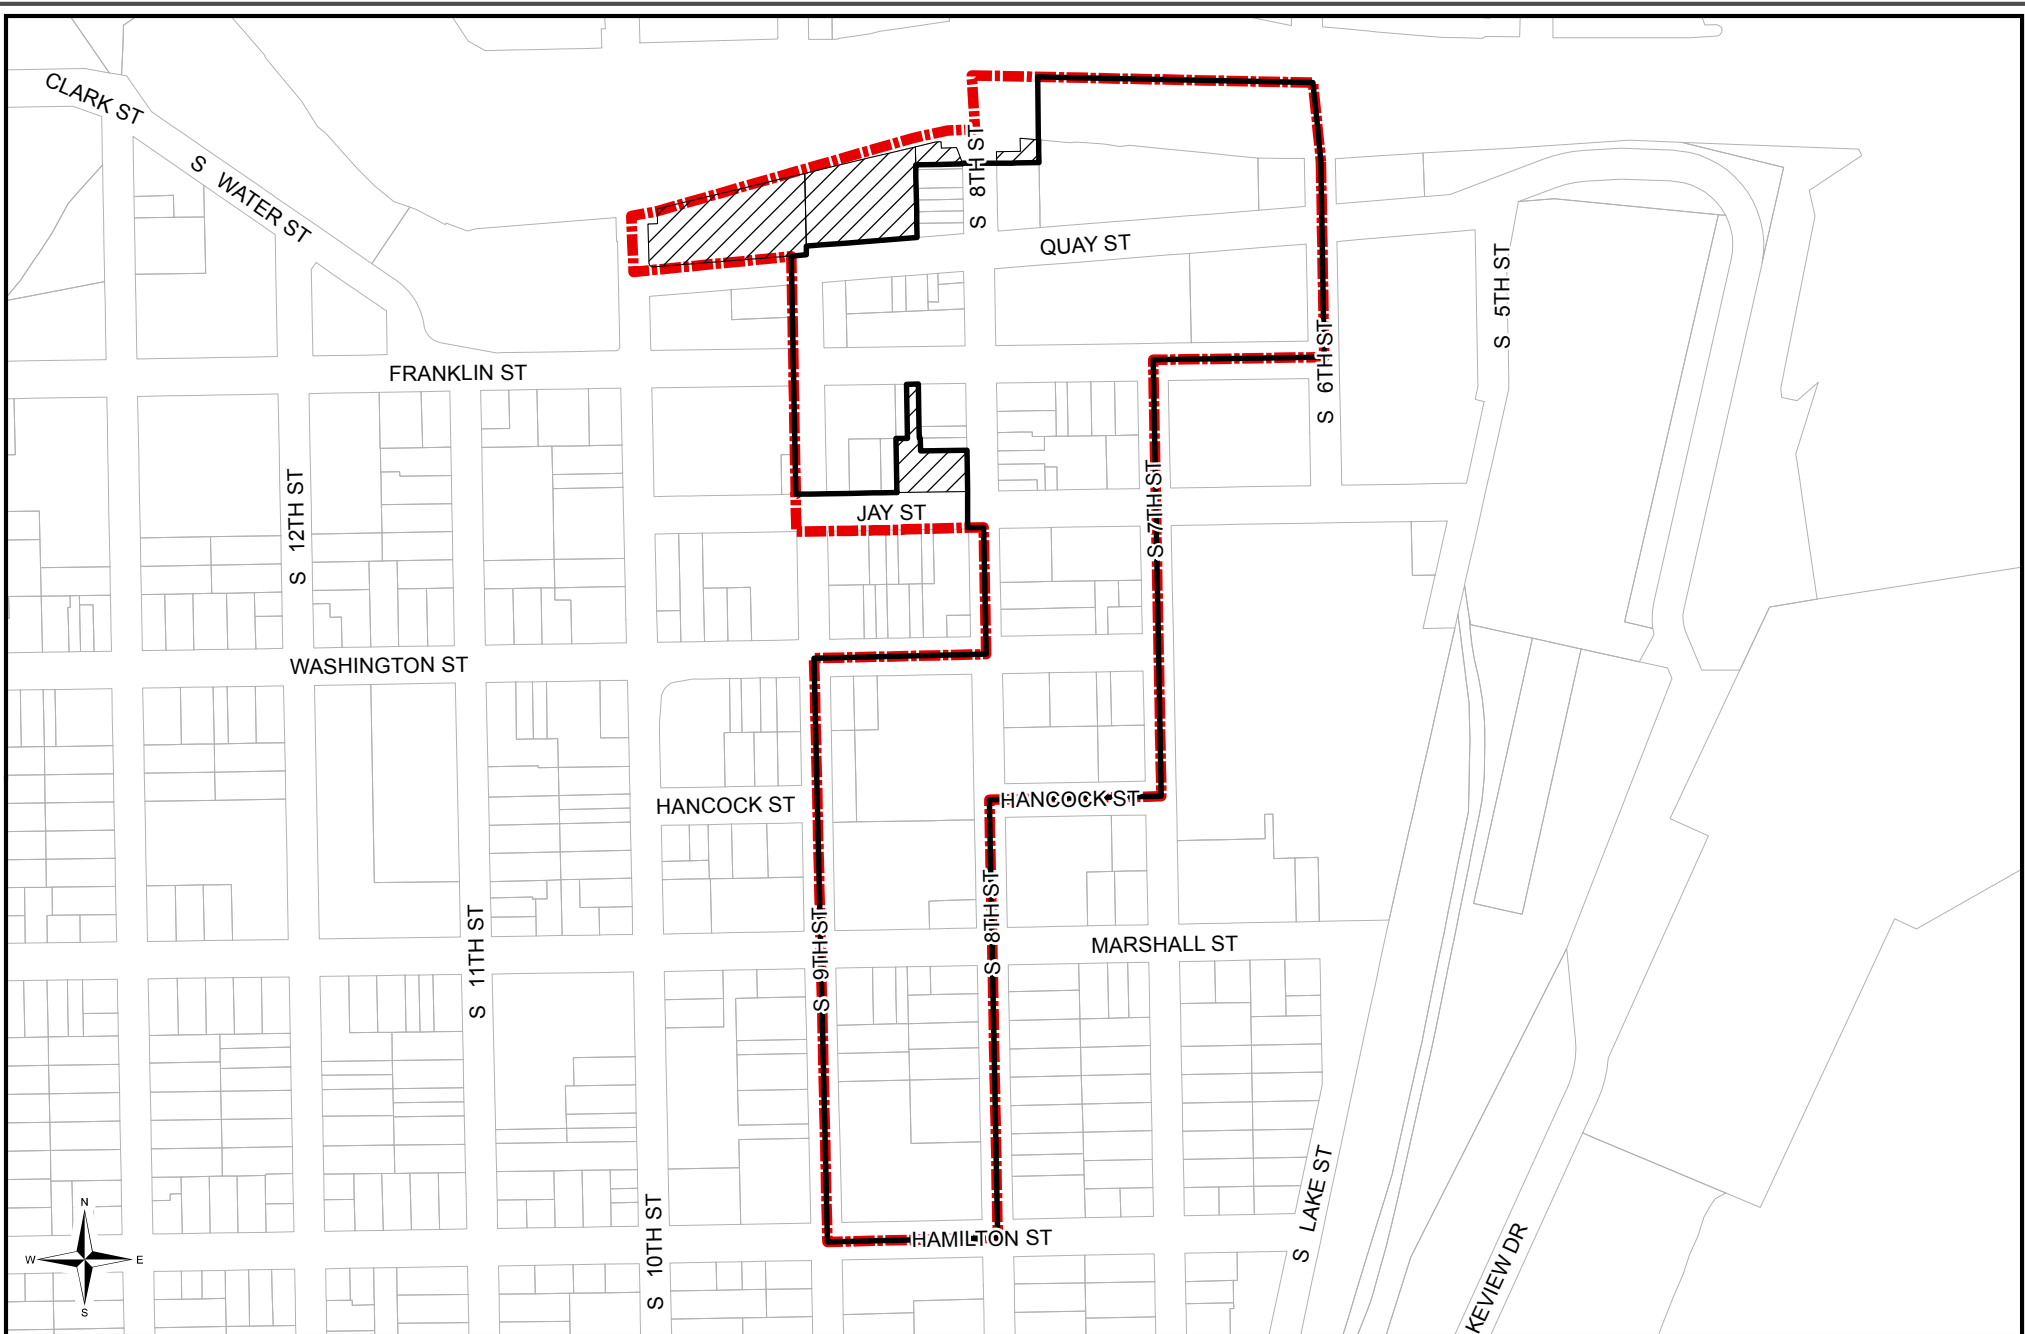 CLARK ST
S WATER ST
S 8TH ST
QUAY ST
S 5TH ST
S 6TH ST
FRANKLIN ST
S 12TH ST
S 7TH ST
JAY ST
WASHINGTON ST
HANCOCK ST
HANCOCK ST
S 8TH ST
S 9TH ST
S 11TH ST
MARSHALL ST
S LAKE ST
S 10TH ST
HAMILTON ST
KEVIEW DR
N
W E
S